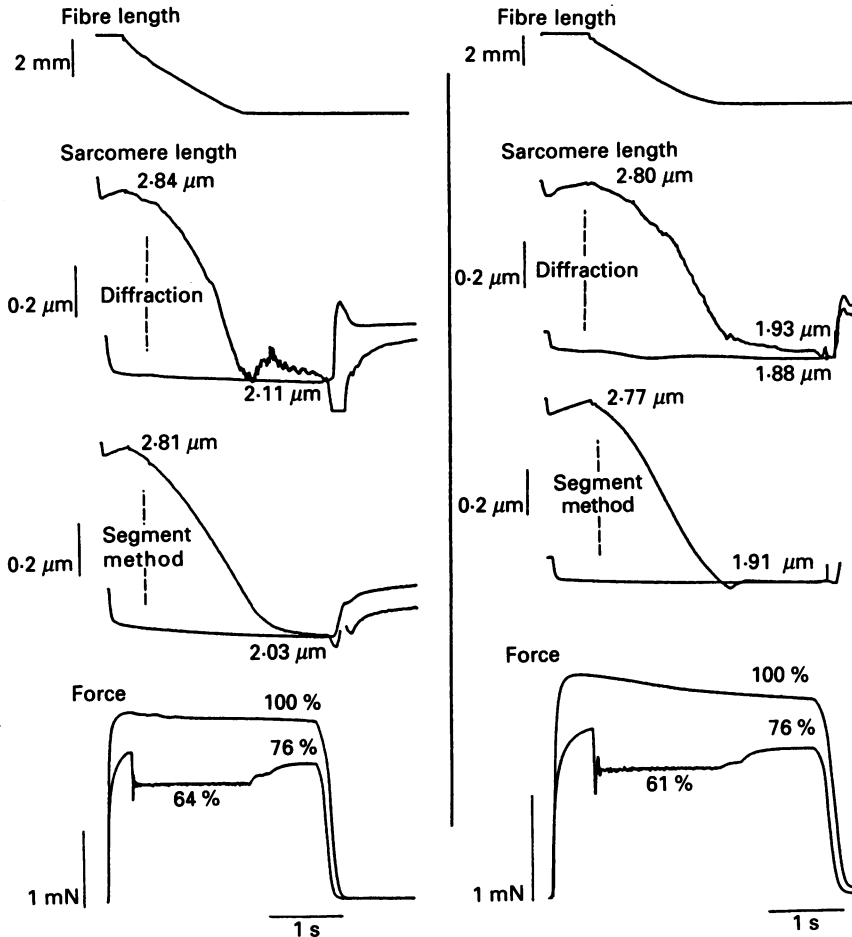 Fibre length
2 mm
Sarcomere length
2·84 μm
0·2 μm
Diffraction
2·11 μm
2·81 μm
0·2 μm
Segment
method
2·03 μm
Force
100 %
76 %
64 %
1 mN
1 s
Fibre length
2 mm
Sarcomere length
2·80 μm
0·2 μm
Diffraction
1·93 μm
1·88 μm
2·77 μm
0·2 μm
Segment
method
1·91 μm
Force
100 %
76 %
61 %
1 mN
1 s